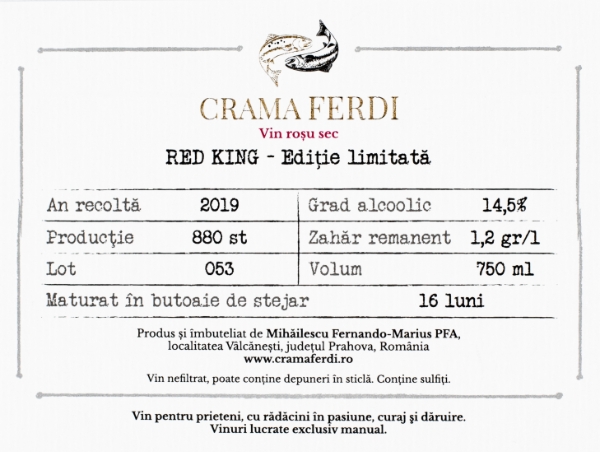 CRAMA FERDI
Vin roșu sec
RED KING - Ediție limitată
An recoltă 2019 Grad alcoolic 14,5%
Producţie 880 st Zahăr remanent 1,2 gr/l
Lot 053 Volum 750 ml
Maturat în butoaie de stejar 16 luni
Produs și îmbuteliat de Mihăilescu Fernando-Marius PFA,
localitatea Vâlcănești, județul Prahova, România
www.cramaferdi.ro
Vin nefiltrat, poate conține depuneri în sticlă. Conține sulfiți.
Vin pentru prieteni, cu rădăcini în pasiune, curaj şi dăruire.
Vinuri lucrate exclusiv manual.